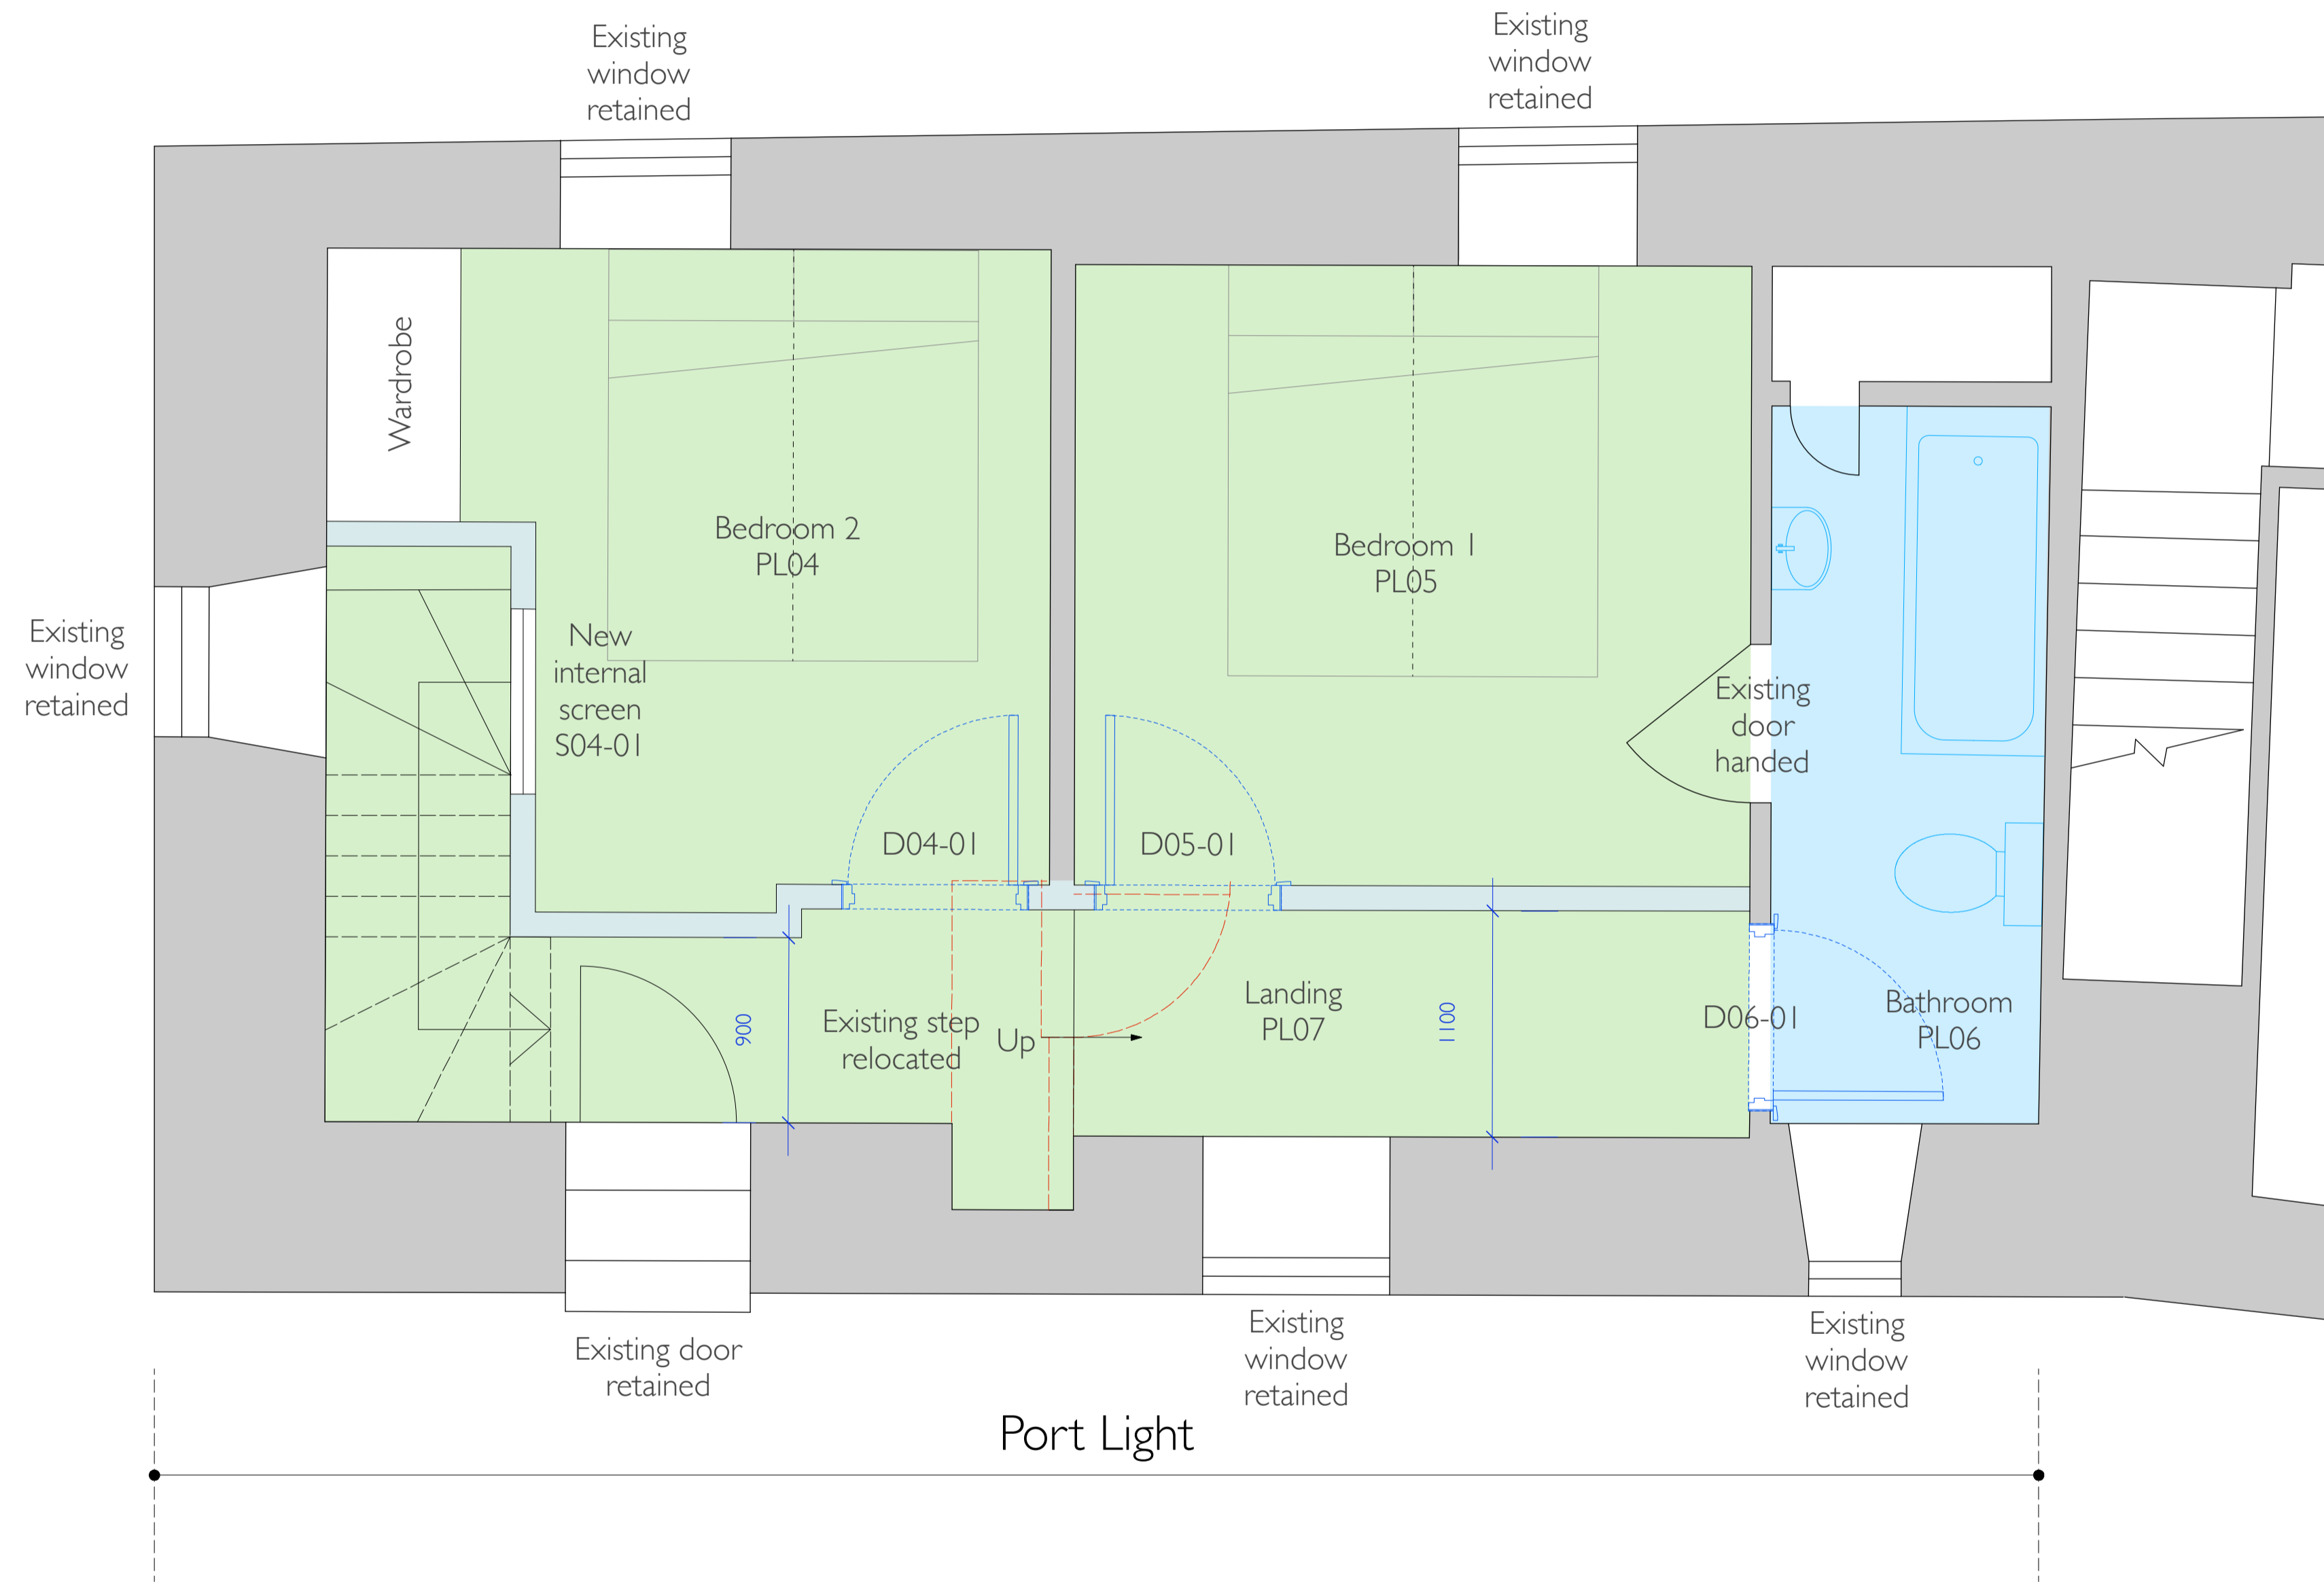 Existing
window
retained
Existing
window
retained
Wardrobe
Bedroom 2
PL04
Bedroom 1
PL05
Existing
window
retained
New
internal
screen
S04-01
Existing
door
handed
D04-01
D05-01
900
Existing step
relocated
Up
Landing
PL07
1100
D06-01
Bathroom
PL06
Existing door
retained
Existing
window
retained
Existing
window
retained
Port Light